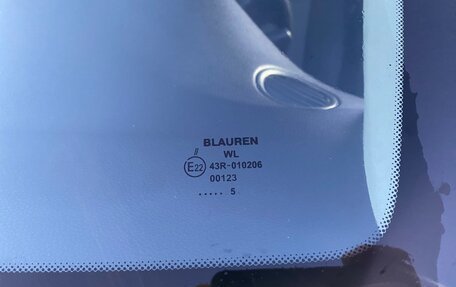 BLAUREN
WL
//
E22 43R-010206
00123
..... 5